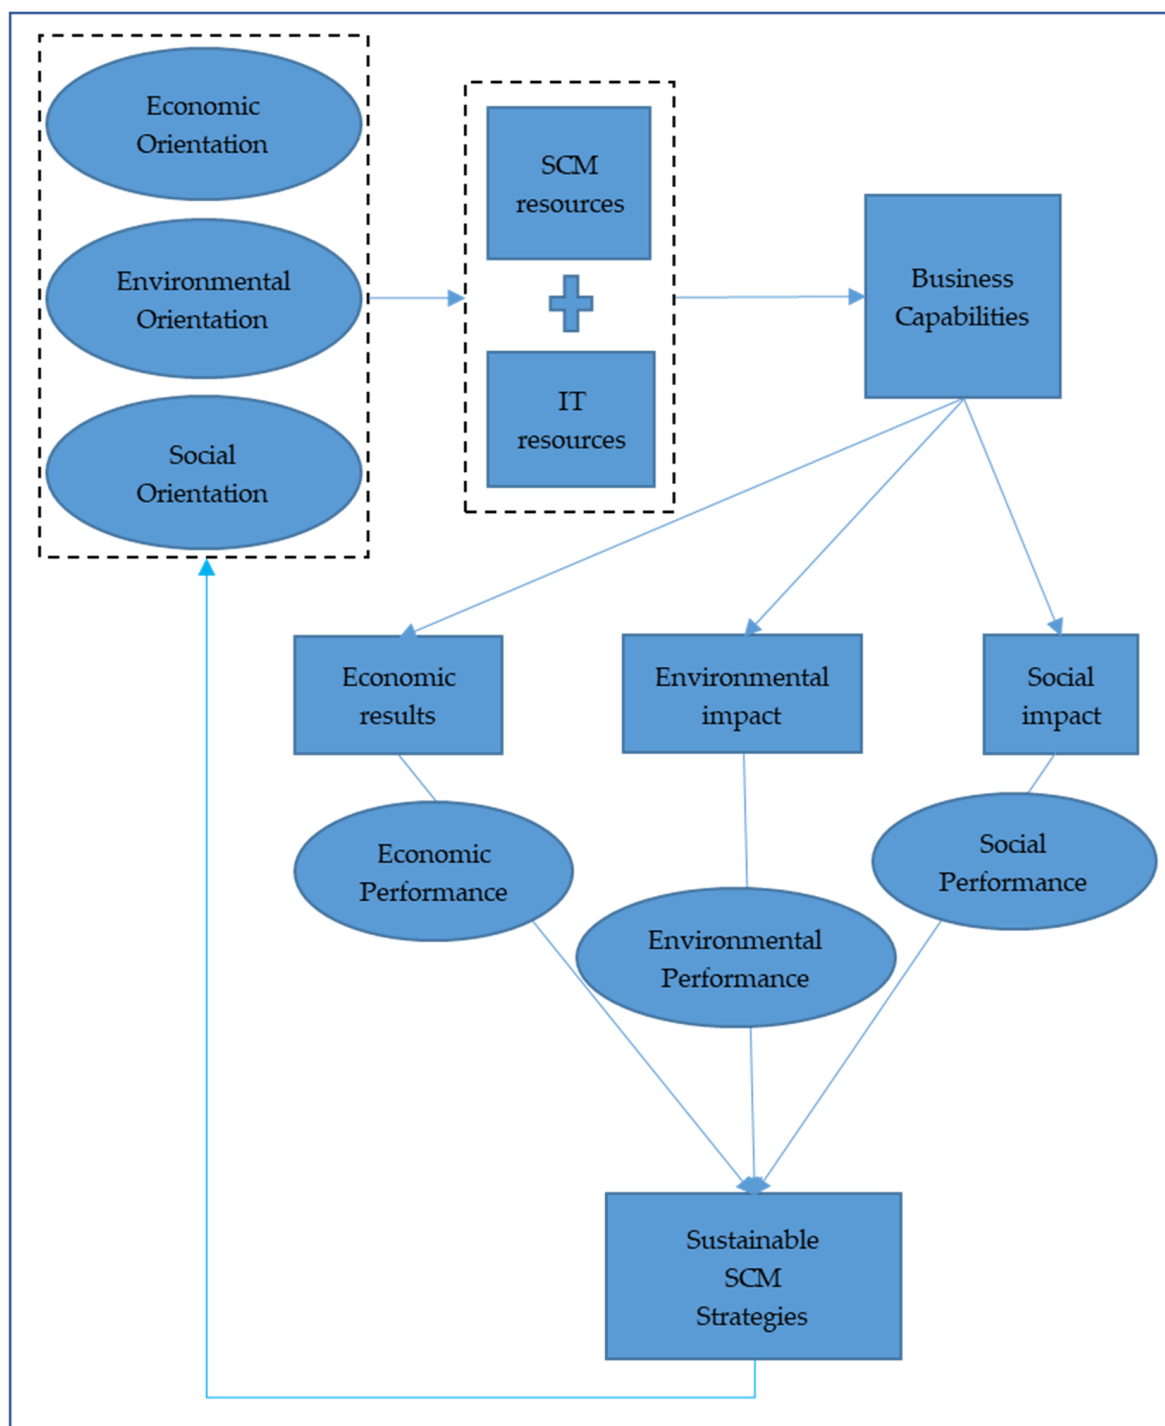 Economic
Orientation
Environmental
Orientation
Social
Orientation
SCM
resources
IT
resources
Business
Capabilities
Economic
results
Environmental
impact
Social
impact
Economic
Performance
Environmental
Performance
Social
Performance
Sustainable
SCM
Strategies